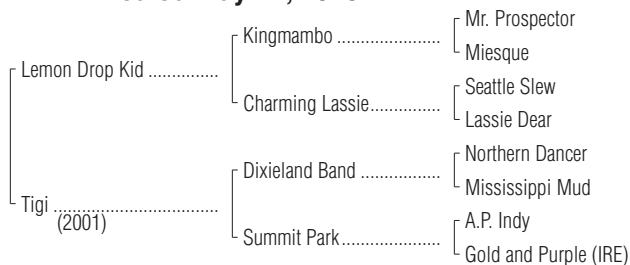 Mr. Prospector
Kingmambo
Miesque
Lemon Drop Kid
Seattle Slew
Charming Lassie
Lassie Dear
Northern Dancer
Dixieland Band
Mississippi Mud
Tigi
(2001)
A.P. Indy
Summit Park
Gold and Purple (IRE)